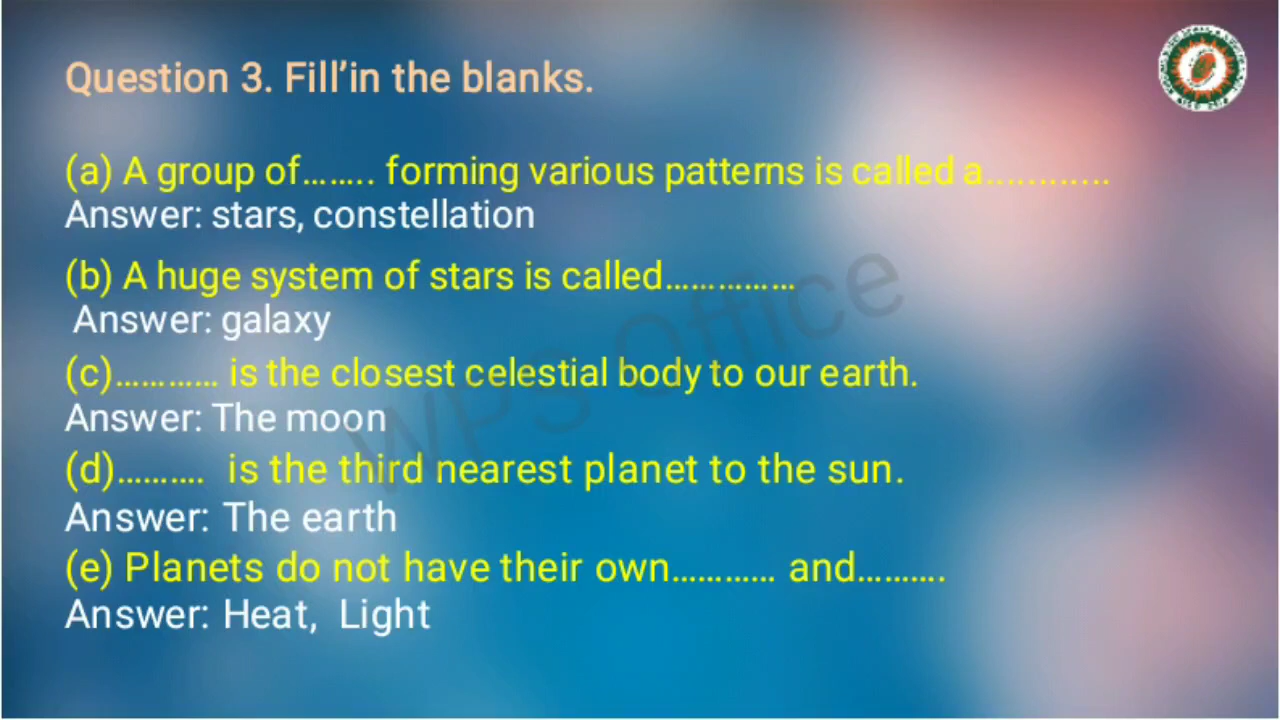 Question 3. Fill’in the blanks.
(a) A group of…….. forming various patterns is called a…………
Answer: stars, constellation
(b) A huge system of stars is called……………
Answer: galaxy
(c)………… is the closest celestial body to our earth.
Answer: The moon
(d)………. is the third nearest planet to the sun.
Answer: The earth
(e) Planets do not have their own………… and……….
Answer: Heat, Light
WPS Office